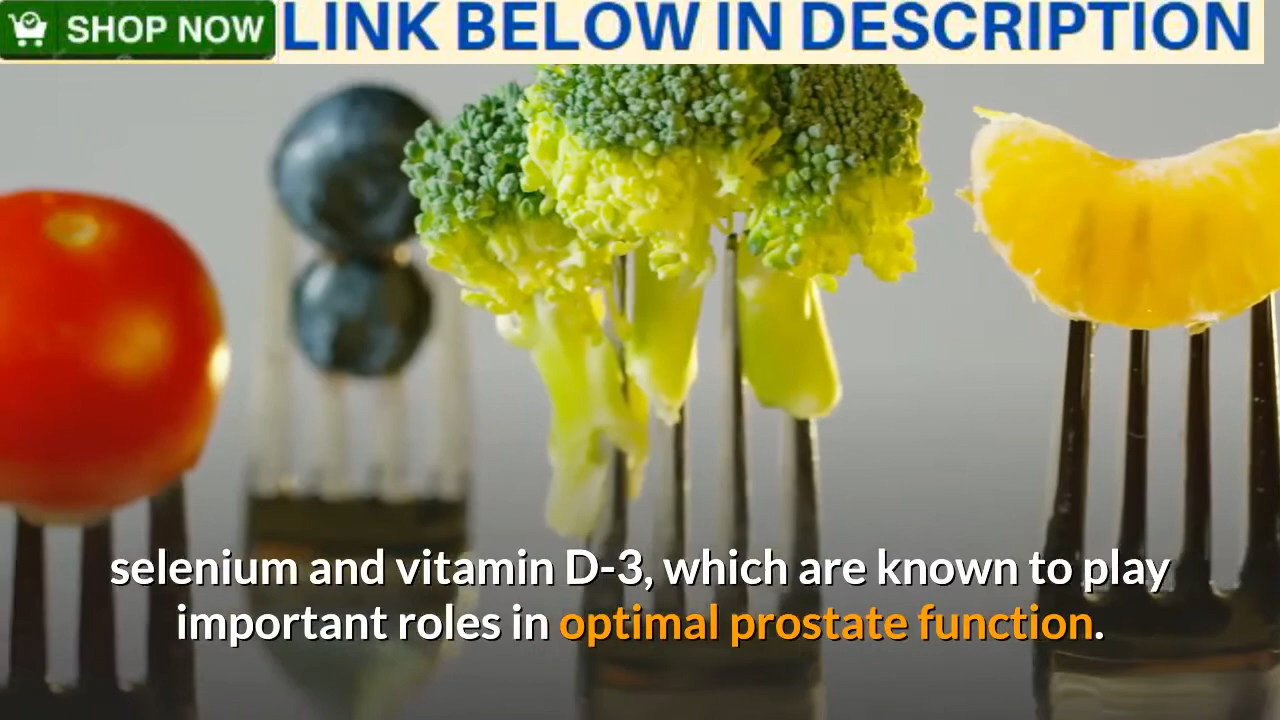 SHOP NOW LINK BELOW IN DESCRIPTION
selenium and vitamin D-3, which are known to play
important roles in optimal prostate function.